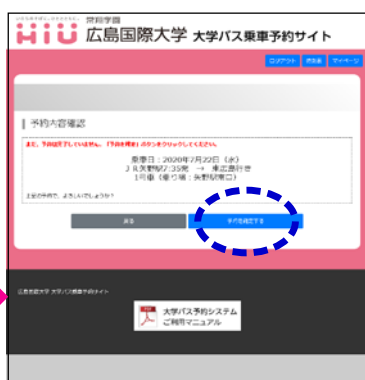 常翔学園
HiU 広島国際大学 大学バス乗車予約サイト
ログアウト 時刻表 マイページ
予約内容確認
まだ、予約は完了していません。「予約を確定」ボタンをクリックしてください。
乗車日：2020年7月22日（水）
JR矢野駅7:35発 → 東広島行き
1号車（乗り場：矢野駅南口）
上記の予約で、よろしいでしょうか？
戻る 予約を確定する
広島国際大学 大学バス乗車予約サイト
PDF 大学バス予約システム
ご利用マニュアル